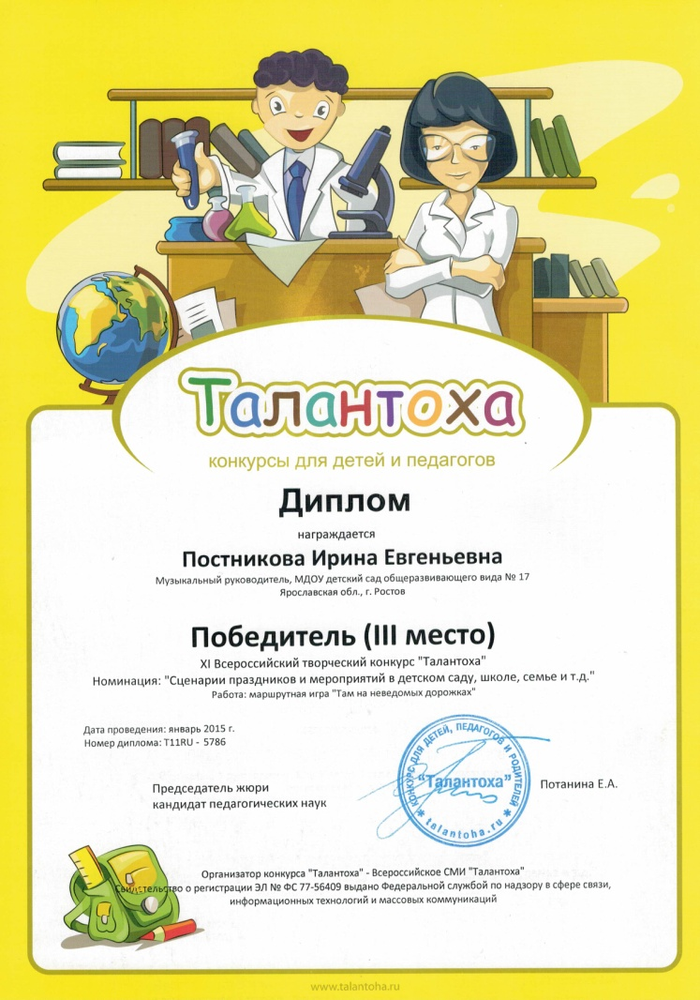 Талантоха
конкурсы для детей и педагогов
Диплом
награждается
Постникова Ирина Евгеньевна
Музыкальный руководитель, МДОУ детский сад общеразвивающего вида № 17
Ярославская обл., г. Ростов
Победитель (III место)
XI Всероссийский творческий конкурс "Талантоха"
Номинация: "Сценарии праздников и мероприятий в детском саду, школе, семье и т.д."
Работа: маршрутная игра "Там на неведомых дорожках"
Дата проведения: январь 2015 г.
Номер диплома: T11RU - 5786
Председатель жюри
кандидат педагогических наук
КОНКУРС ДЛЯ ДЕТЕЙ, ПЕДАГОГОВ И РОДИТЕЛЕЙ
"Талантоха"
talantoha.ru
Потанина Е.А.
Организатор конкурса "Талантоха" - Всероссийское СМИ "Талантоха"
Свидетельство о регистрации ЭЛ № ФС 77-56409 выдано Федеральной службой по надзору в сфере связи,
информационных технологий и массовых коммуникаций
www.talantoha.ru